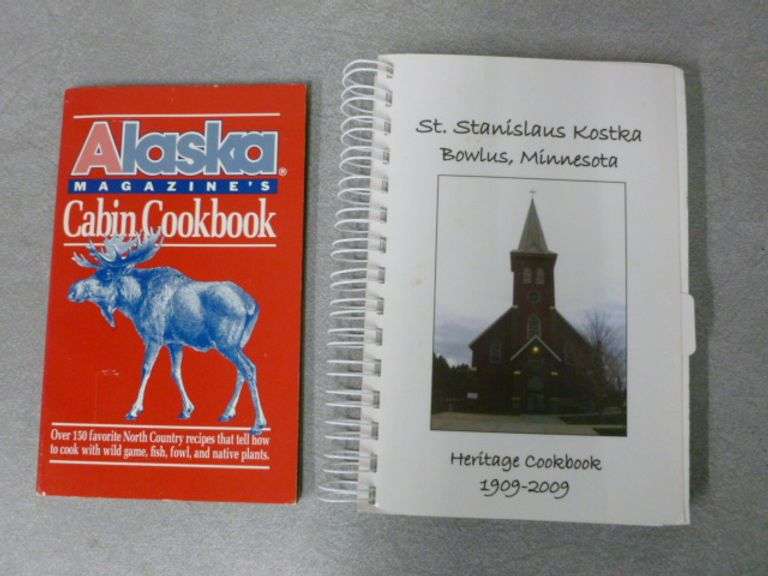 Alaska®
MAGAZINE'S
Cabin Cookbook
Over 150 favorite North Country recipes that tell how
to cook with wild game, fish, fowl, and native plants.
St. Stanislaus Kostka
Bowlus, Minnesota
Heritage Cookbook
1909-2009